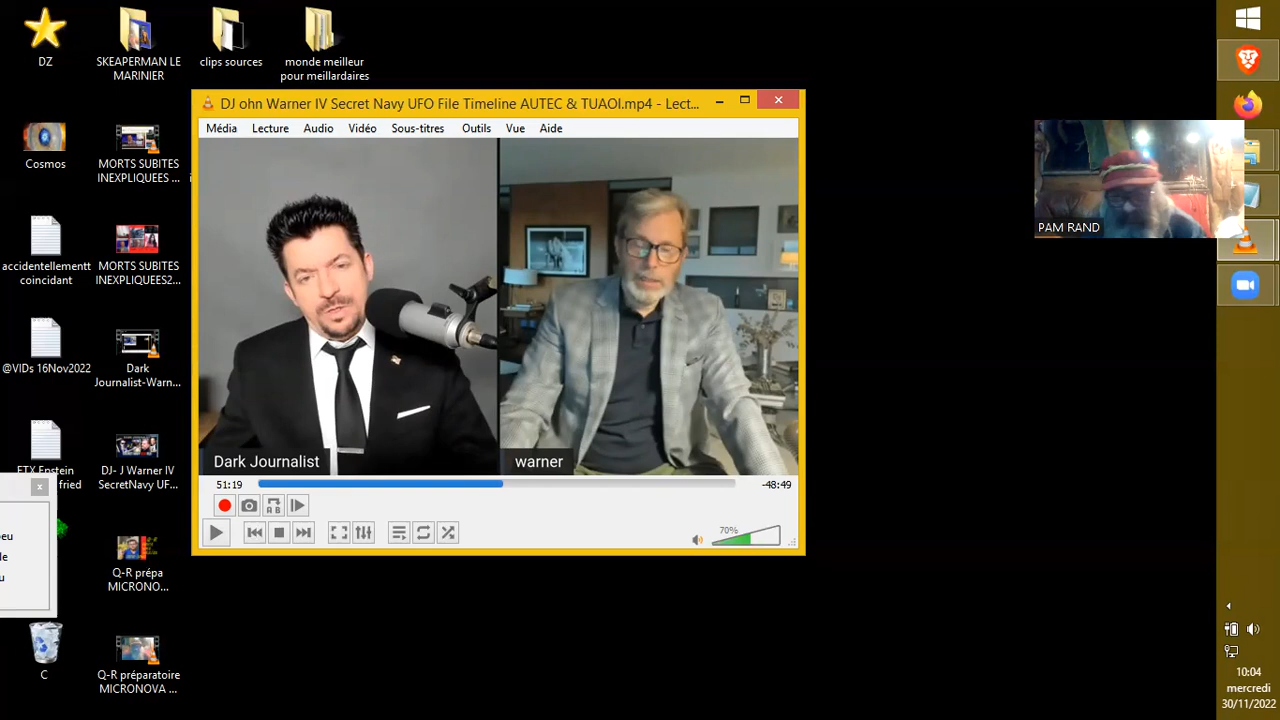 DZ
SKEAPERMAN LE
MARINIER
clips sources
monde meilleur
pour meillardaires
DJ ohn Warner IV Secret Navy UFO File Timeline AUTEC & TUAOI.mp4 - Lect...
Média Lecture Audio Vidéo Sous-titres Outils Vue Aide
Cosmos
MORTS SUBITES
INEXPLIQUEES ...
PAM RAND
accidentellementt
coincidant
MORTS SUBITES
INEXPLIQUEES2...
@VIDs 16Nov2022
Dark
Journalist-Warn...
FTX Epstein
fried
DJ- J Warner IV
SecretNavy UF...
Dark Journalist
warner
51:19
-48:49
70%
Q-R prépa
MICRONO...
C
Q-R préparatoire
MICRONOVA ...
10:04
mercredi
30/11/2022